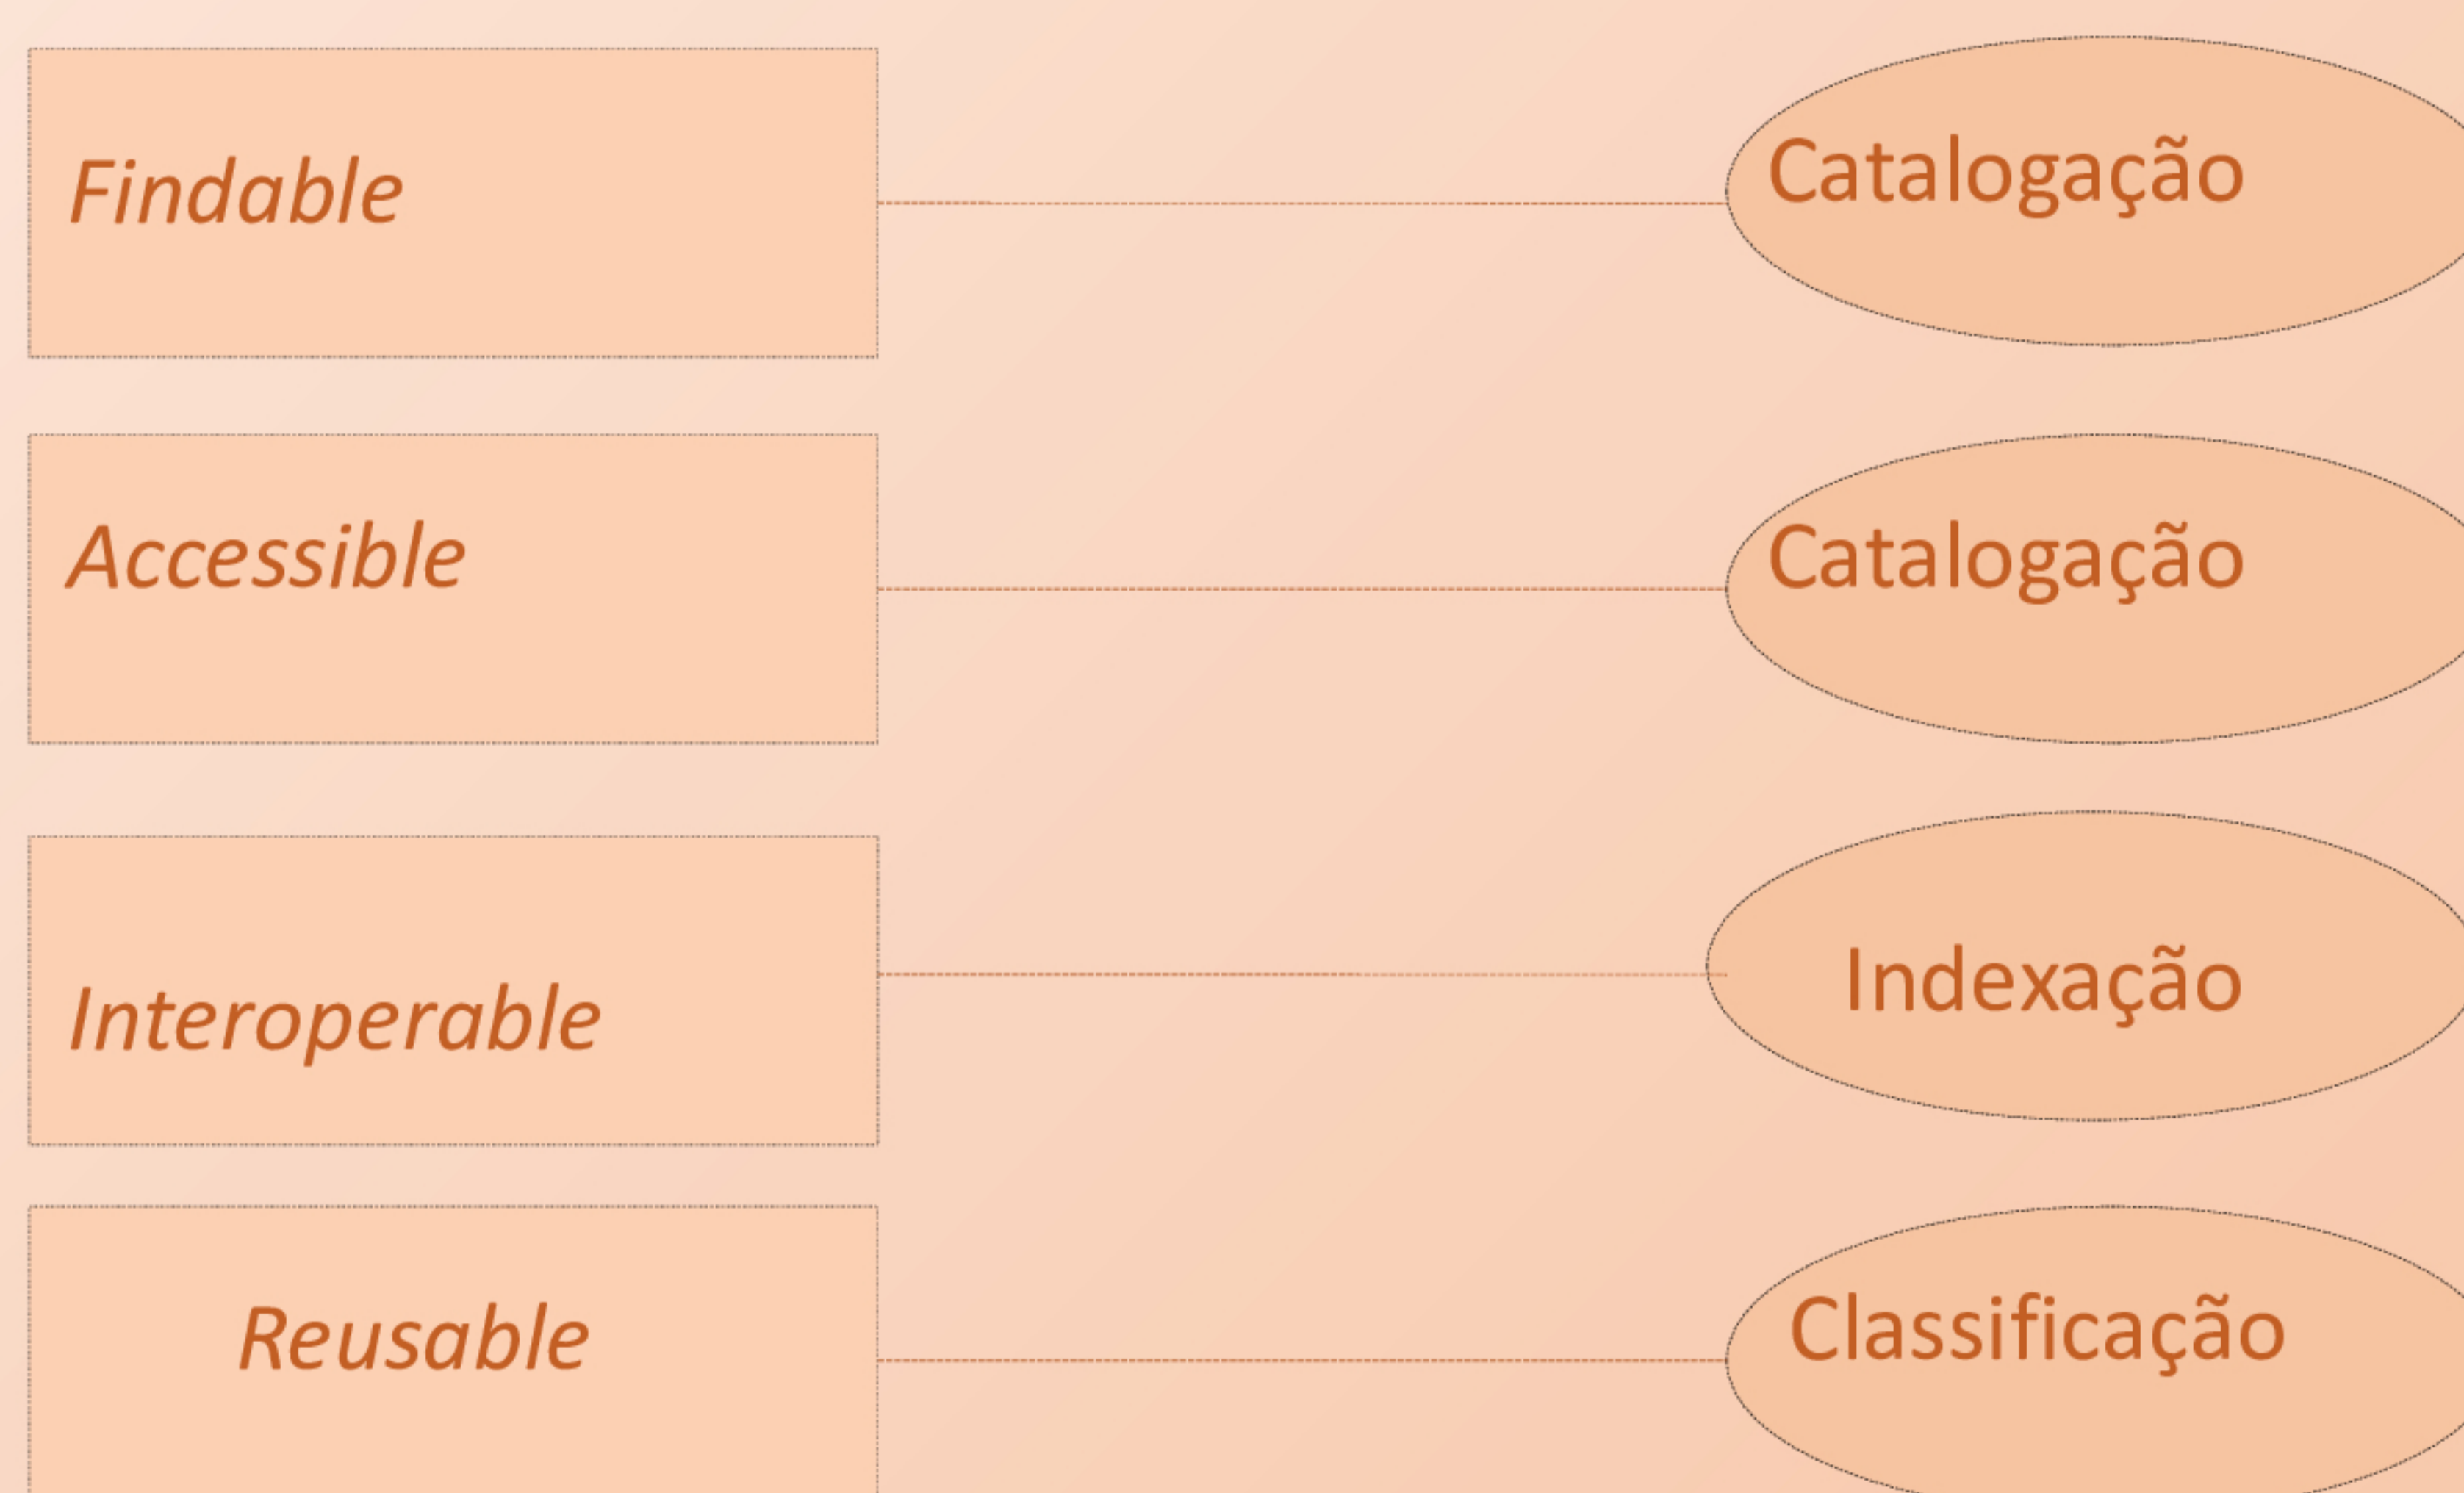 Findable
Catalogação
Accessible
Catalogação
Interoperable
Indexação
Reusable
Classificação